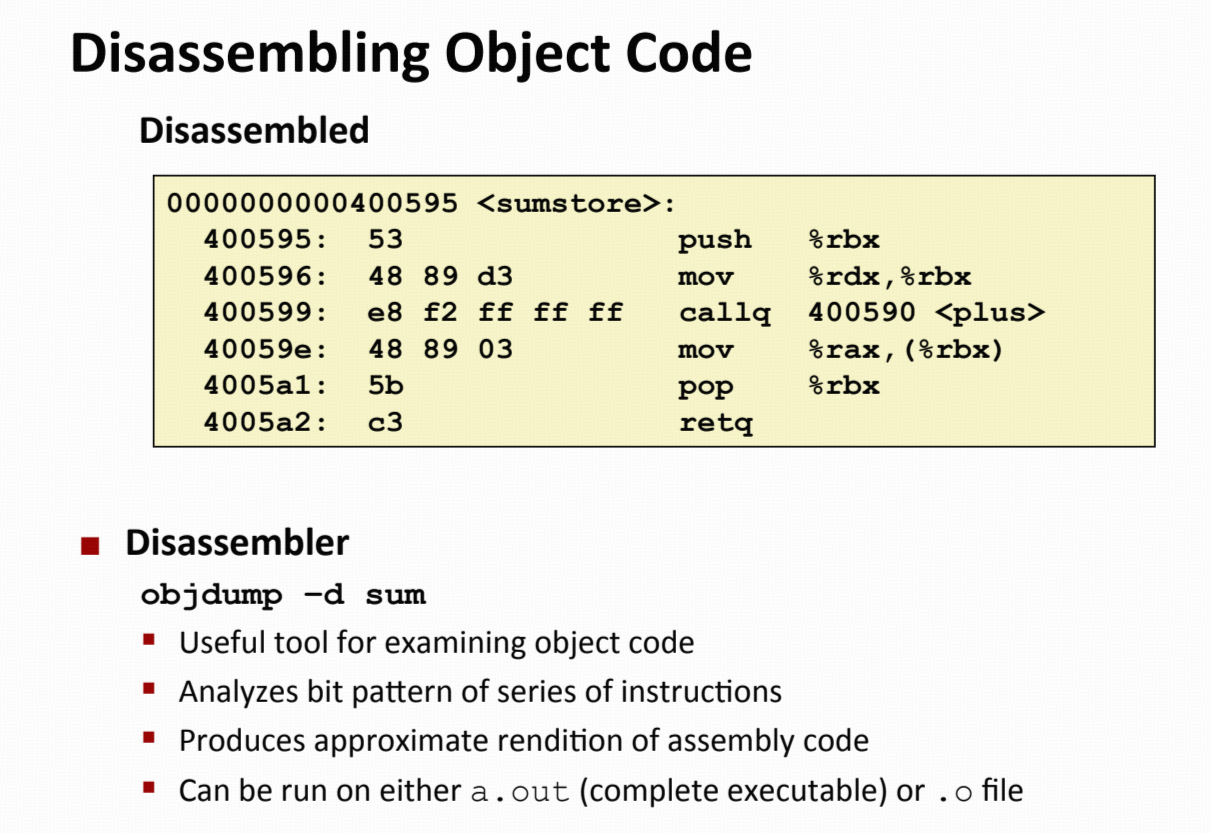 Disassembling Object Code
Disassembled
0000000000400595 <sumstore>:
400595: 53 push %rbx
400596: 48 89 d3 mov %rdx,%rbx
400599: e8 f2 ff ff ff callq 400590 <plus>
40059e: 48 89 03 mov %rax,(%rbx)
4005a1: 5b pop %rbx
4005a2: c3 retq
■ Disassembler
objdump –d sum
▪ Useful tool for examining object code
▪ Analyzes bit pattern of series of instructions
▪ Produces approximate rendition of assembly code
▪ Can be run on either a.out (complete executable) or .o file